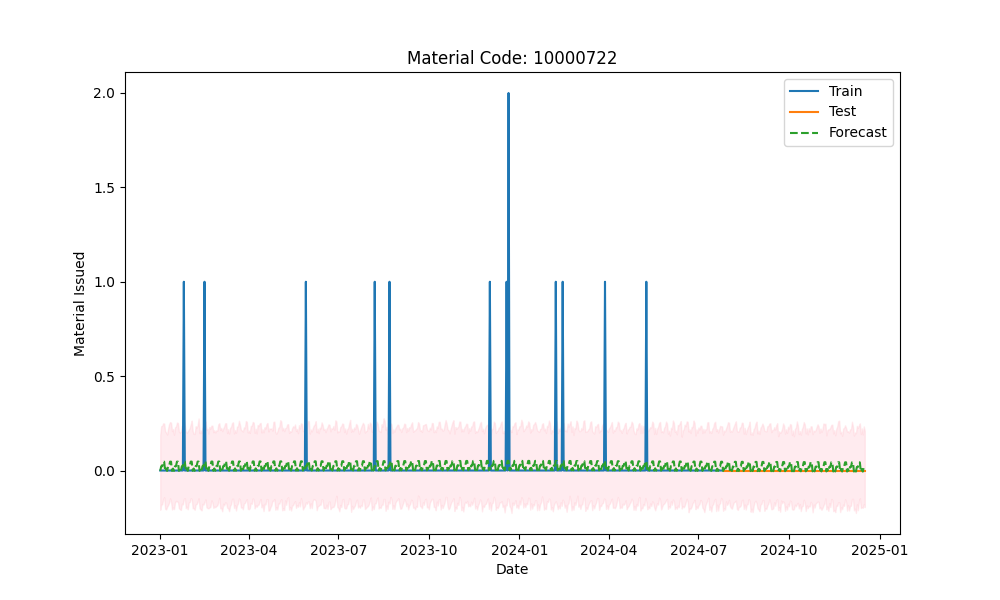 Material Code: 10000722
Train
Test
Forecast
Material Issued
2.0
1.5
1.0
0.5
0.0
2023-01 2023-04 2023-07 2023-10 2024-01 2024-04 2024-07 2024-10 2025-01
Date